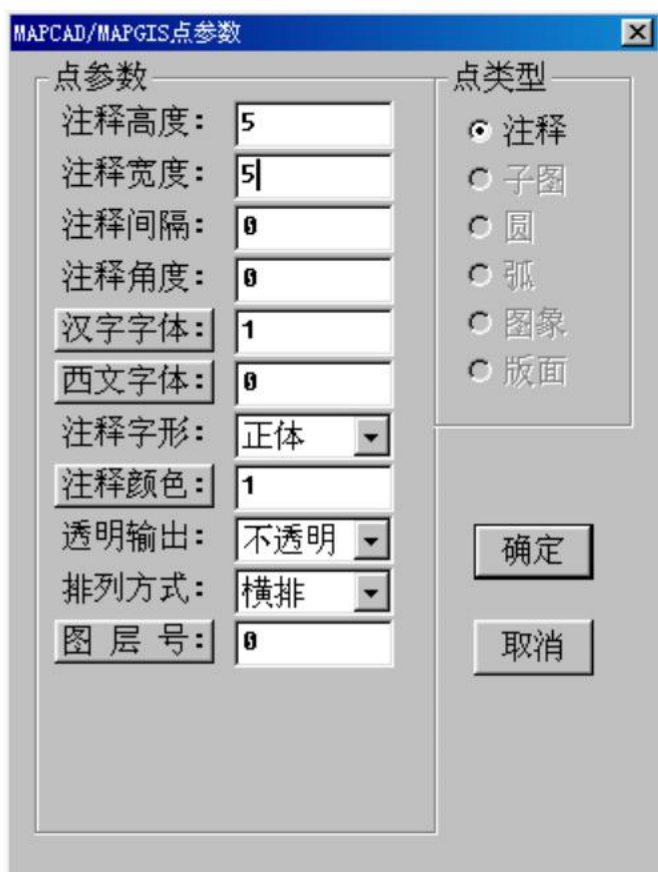 MAPCAD/MAPGIS点参数
点参数
注释高度: 5
注释宽度: 5
注释间隔: 0
注释角度: 0
汉字字体: 1
西文字体: 0
注释字形: 正体
注释颜色: 1
透明输出: 不透明
排列方式: 横排
图 层 号: 0
点类型
注释
子图
圆
弧
图象
版面
确定
取消